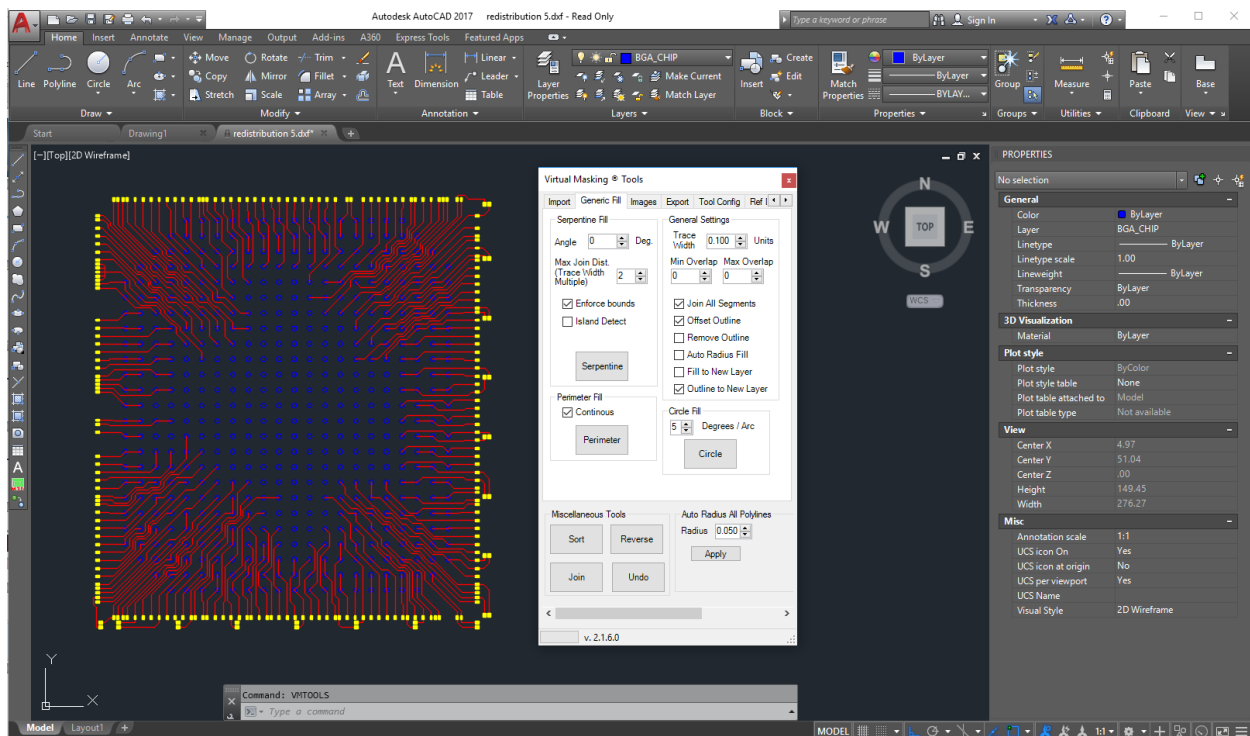 Autodesk AutoCAD 2017 redistribution 5.dxf - Read Only
Type a keyword or phrase
Sign In
Home Insert Annotate View Manage Output Add-ins A360 Express Tools Featured Apps
Line Polyline Circle Arc
Move Rotate Trim
Copy Mirror Fillet
Stretch Scale Array
Text Dimension
Linear
Leader
Table
Layer Properties
BGA_CHIP
Make Current
Match Layer
Insert
Create
Edit
Match Properties
ByLayer
ByLayer
BYLAY...
Group
Measure
Paste
Base
Draw Modify Annotation Layers Block Properties Groups Utilities Clipboard View
Start Drawing1 redistribution 5.dxf*
[−][Top][2D Wireframe]
Virtual Masking ® Tools
Import Generic Fill Images Export Tool Config
Serpentine Fill
Angle 0 Deg.
Max Join Dist.
(Trace Width
Multiple)
2
Enforce bounds
Island Detect
Serpentine
General Settings
Trace
Width
0.100 Units
Min Overlap Max Overlap
0 0
Join All Segments
Offset Outline
Remove Outline
Auto Radius Fill
Fill to New Layer
Outline to New Layer
Perimeter Fill
Continous
Perimeter
Circle Fill
5 Degrees / Arc
Circle
Miscellaneous Tools
Sort Reverse
Join Undo
Auto Radius All Polylines
Radius 0.050
Apply
v. 2.1.6.0
N
W TOP E
S
WCS
PROPERTIES
No selection
General
Color ByLayer
Layer BGA_CHIP
Linetype ByLayer
Linetype scale 1.00
Lineweight ByLayer
Transparency ByLayer
Thickness .00
3D Visualization
Material ByLayer
Plot style
Plot style ByColor
Plot style table None
Plot table attached to Model
Plot table type Not available
View
Center X 4.97
Center Y 51.04
Center Z .00
Height 149.45
Width 276.27
Misc
Annotation scale 1:1
UCS icon On Yes
UCS icon at origin No
UCS per viewport Yes
UCS Name
Visual Style 2D Wireframe
Y
X
Command: VMTOOLS
Type a command
Model Layout1
MODEL
1:1